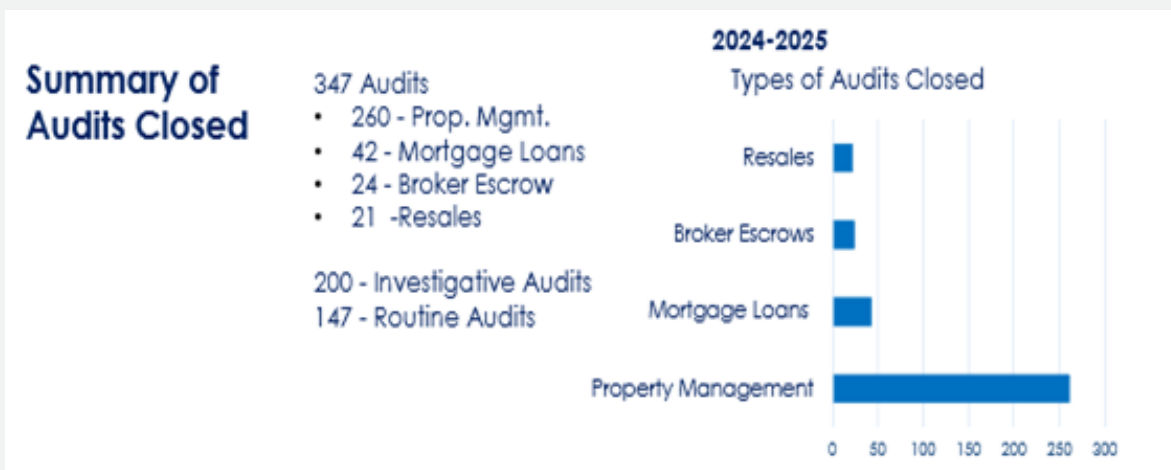 Summary of
Audits Closed
347 Audits
• 260 - Prop. Mgmt.
• 42 - Mortgage Loans
• 24 - Broker Escrow
• 21 -Resales
200 - Investigative Audits
147 - Routine Audits
2024-2025
Types of Audits Closed
Resales
Broker Escrows
Mortgage Loans
Property Management
0 50 100 150 200 250 300